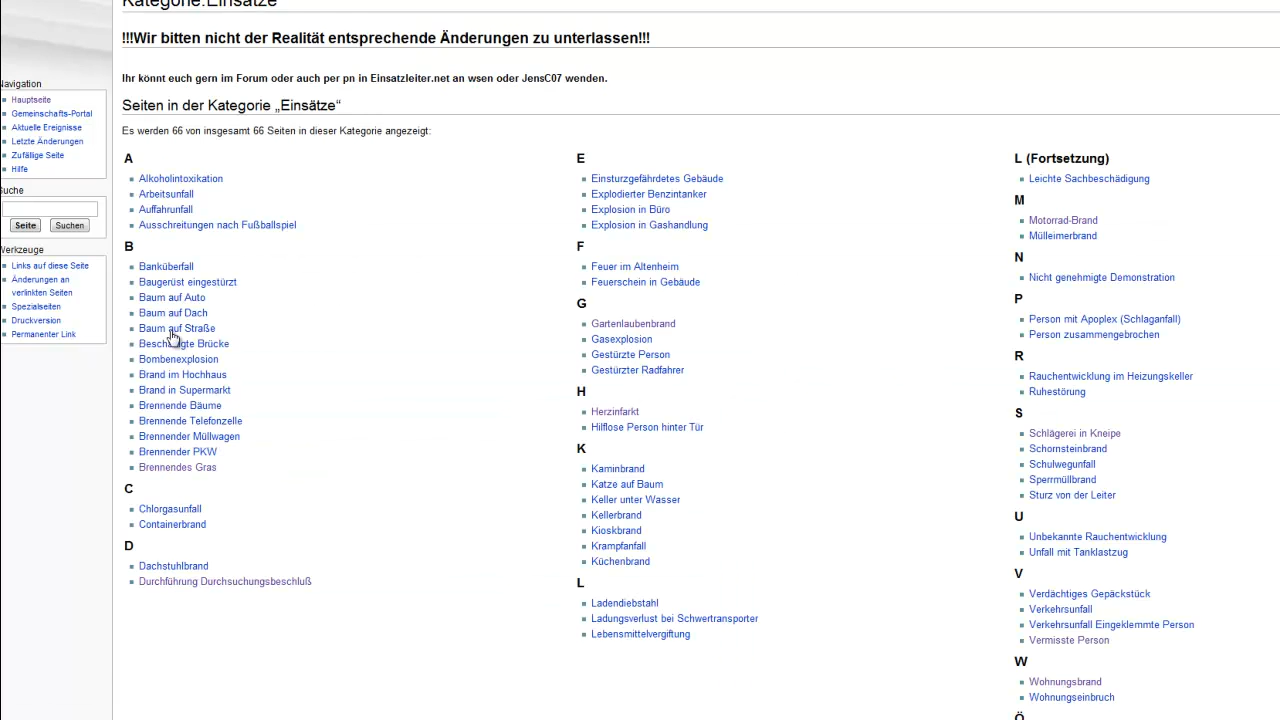 Kategorie:Einsätze
!!!Wir bitten nicht der Realität entsprechende Änderungen zu unterlassen!!!
Ihr könnt euch gern im Forum oder auch per pn in Einsatzleiter.net an wsen oder JensC07 wenden.
Seiten in der Kategorie „Einsätze“
Es werden 66 von insgesamt 66 Seiten in dieser Kategorie angezeigt:
Navigation
Hauptseite
Gemeinschafts-Portal
Aktuelle Ereignisse
Letzte Änderungen
Zufällige Seite
Hilfe
Suche
Seite Suchen
Werkzeuge
Links auf diese Seite
Änderungen an
verlinkten Seiten
Spezialseiten
Druckversion
Permanenter Link
A
Alkoholintoxikation
Arbeitsunfall
Auffahrunfall
Ausschreitungen nach Fußballspiel
B
Banküberfall
Baugerüst eingestürzt
Baum auf Auto
Baum auf Dach
Baum auf Straße
Beschädigte Brücke
Bombenexplosion
Brand im Hochhaus
Brand in Supermarkt
Brennende Bäume
Brennende Telefonzelle
Brennender Müllwagen
Brennender PKW
Brennendes Gras
C
Chlorgasunfall
Containerbrand
D
Dachstuhlbrand
Durchführung Durchsuchungsbeschluß
E
Einsturzgefährdetes Gebäude
Explodierter Benzintanker
Explosion in Büro
Explosion in Gashandlung
F
Feuer im Altenheim
Feuerschein in Gebäude
G
Gartenlaubenbrand
Gasexplosion
Gestürzte Person
Gestürzter Radfahrer
H
Herzinfarkt
Hilflose Person hinter Tür
K
Kaminbrand
Katze auf Baum
Keller unter Wasser
Kellerbrand
Kioskbrand
Krampfanfall
Küchenbrand
L
Ladendiebstahl
Ladungsverlust bei Schwertransporter
Lebensmittelvergiftung
L (Fortsetzung)
Leichte Sachbeschädigung
M
Motorrad-Brand
Mülleimerbrand
N
Nicht genehmigte Demonstration
P
Person mit Apoplex (Schlaganfall)
Person zusammengebrochen
R
Rauchentwicklung im Heizungskeller
Ruhestörung
S
Schlägerei in Kneipe
Schornsteinbrand
Schulwegunfall
Sperrmüllbrand
Sturz von der Leiter
U
Unbekannte Rauchentwicklung
Unfall mit Tanklastzug
V
Verdächtiges Gepäckstück
Verkehrsunfall
Verkehrsunfall Eingeklemmte Person
Vermisste Person
W
Wohnungsbrand
Wohnungseinbruch
Ö